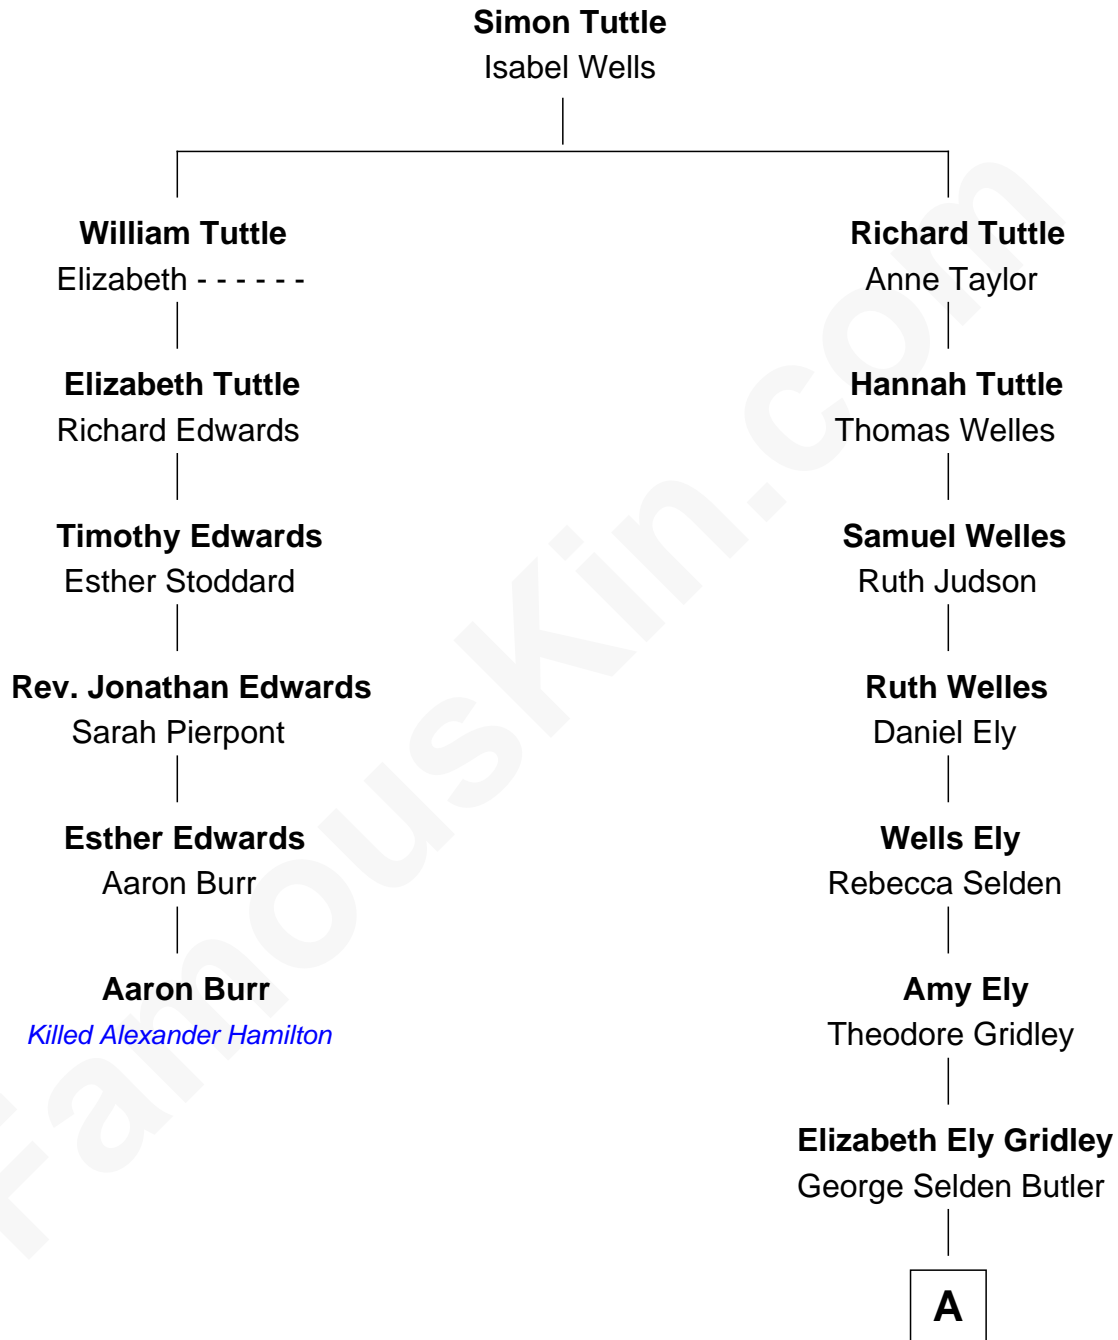 Simon Tuttle
Isabel Wells
William Tuttle
Elizabeth - - - - - -
Richard Tuttle
Anne Taylor
Elizabeth Tuttle
Richard Edwards
Hannah Tuttle
Thomas Welles
Timothy Edwards
Esther Stoddard
Samuel Welles
Ruth Judson
Rev. Jonathan Edwards
Sarah Pierpont
Ruth Welles
Daniel Ely
Esther Edwards
Aaron Burr
Wells Ely
Rebecca Selden
Aaron Burr
Killed Alexander Hamilton
Amy Ely
Theodore Gridley
Elizabeth Ely Gridley
George Selden Butler
A
FamousKin.com